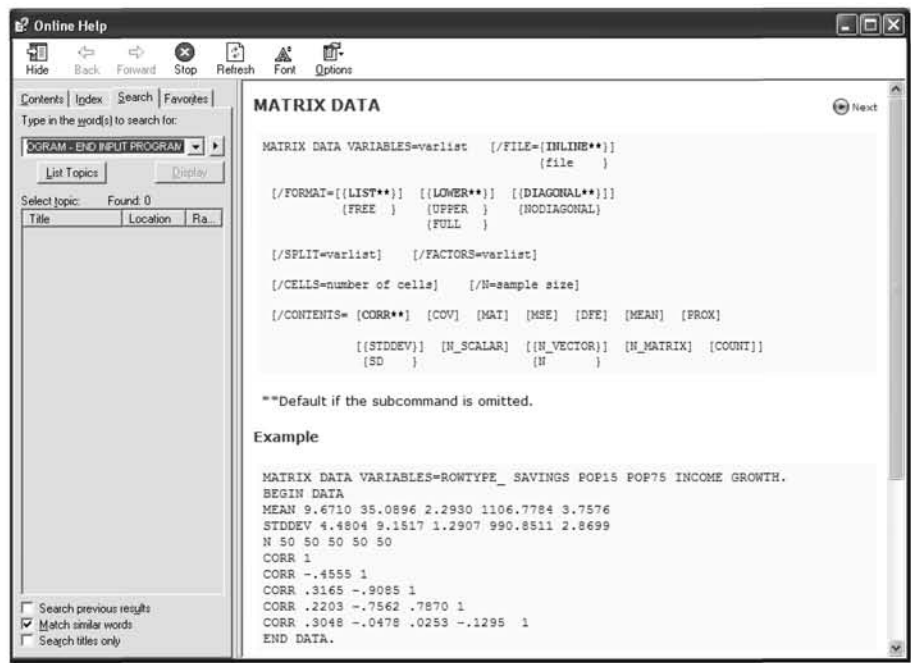 Online Help
Hide Back Forward Stop Refresh Font Options
Contents Index Search Favorites
Type in the word(s) to search for:
OGRAM - END INPUT PROGRAM
List Topics Display
Select topic: Found: 0
Title Location Ra...
Search previous results
Match similar words
Search titles only
MATRIX DATA
Next
MATRIX DATA VARIABLES=varlist [/FILE={INLINE**}]
{file }
[/FORMAT=[{LIST**}] [{LOWER**}] [{DIAGONAL**}]]
{FREE } {UPPER } {NODIAGONAL}
{FULL }
[/SPLIT=varlist] [/FACTORS=varlist]
[/CELLS=number of cells] [/N=sample size]
[/CONTENTS= [CORR**] [COV] [MAT] [MSE] [DFE] [MEAN] [PROX]
[{STDDEV}] [N_SCALAR] [{N_VECTOR}] [N_MATRIX] [COUNT]]
{SD } {N }
**Default if the subcommand is omitted.
Example
MATRIX DATA VARIABLES=ROWTYPE_ SAVINGS POP15 POP75 INCOME GROWTH.
BEGIN DATA
MEAN 9.6710 35.0896 2.2930 1106.7784 3.7576
STDDEV 4.4804 9.1517 1.2907 990.8511 2.8699
N 50 50 50 50 50
CORR 1
CORR -.4555 1
CORR .3165 -.9085 1
CORR .2203 -.7562 .7870 1
CORR .3048 -.0478 .0253 -.1295 1
END DATA.